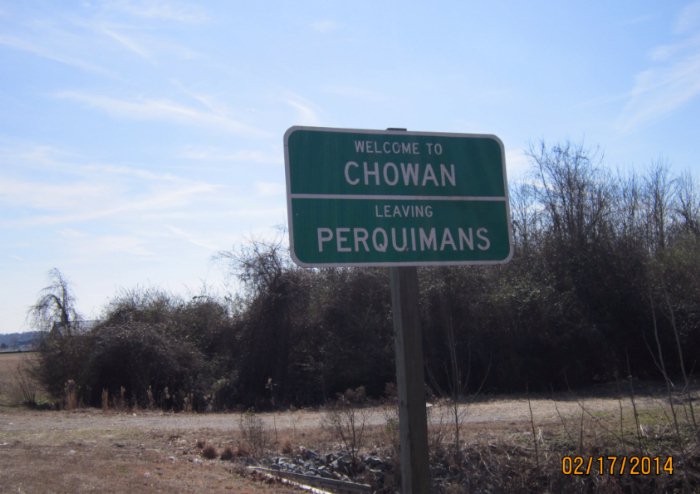 WELCOME TO
CHOWAN
LEAVING
PERQUIMANS
02/17/2014